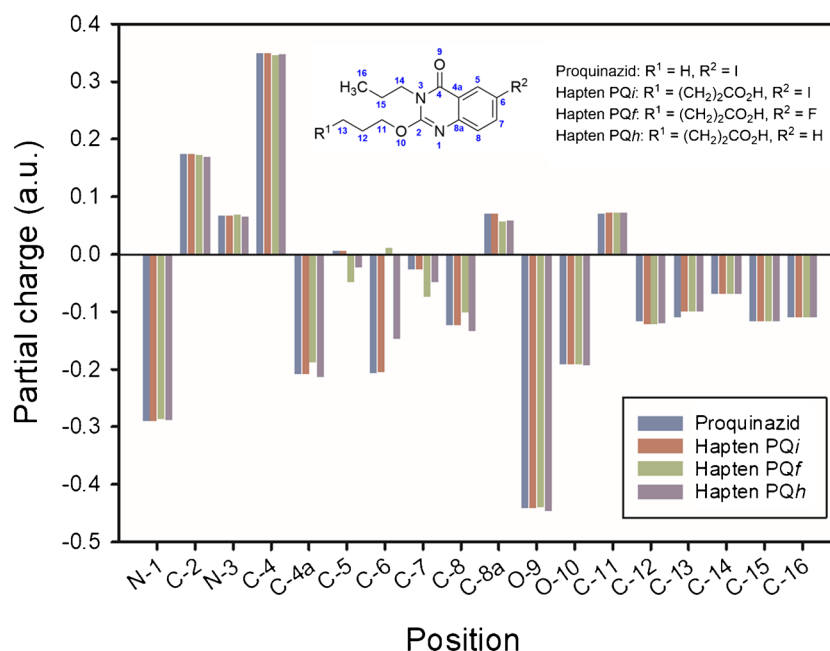 Partial charge (a.u.)
0.4
0.3
0.2
0.1
0.0
-0.1
-0.2
-0.3
-0.4
-0.5
9
O
R²
16
H₃C
14
3
N
4
4a
5
6
7
8
8a
15
R¹
13
12
11
O
10
2
N
1
Proquinazid: R¹ = H, R² = I
Hapten PQi: R¹ = (CH₂)₂CO₂H, R² = I
Hapten PQf: R¹ = (CH₂)₂CO₂H, R² = F
Hapten PQh: R¹ = (CH₂)₂CO₂H, R² = H
Proquinazid
Hapten PQi
Hapten PQf
Hapten PQh
N-1 C-2 N-3 C-4 C-4a C-5 C-6 C-7 C-8 C-8a O-9 O-10 C-11 C-12 C-13 C-14 C-15 C-16
Position